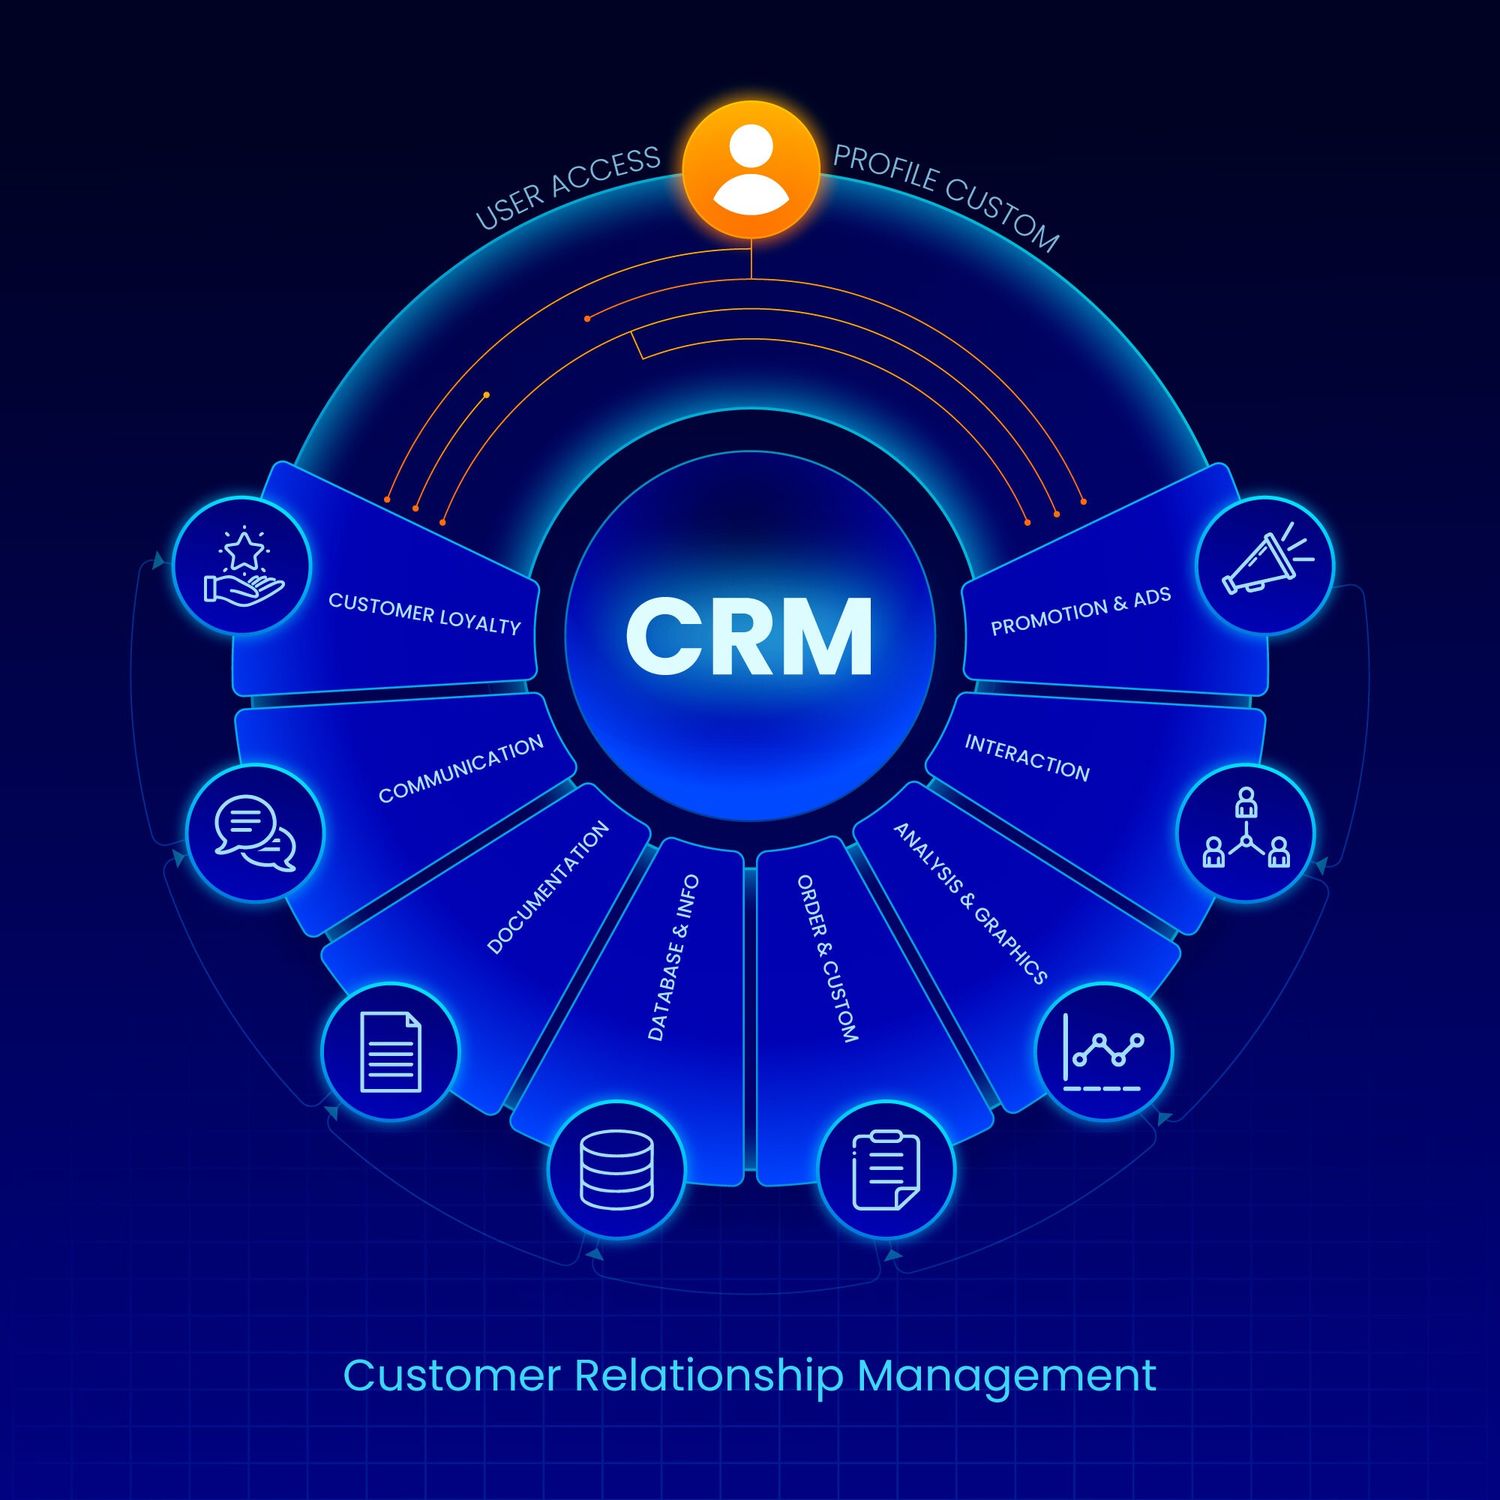 USER ACCESS
PROFILE CUSTOM
CRM
CUSTOMER LOYALTY
COMMUNICATION
DOCUMENTATION
DATABASE & INFO
ORDER & CUSTOM
ANALYSIS & GRAPHICS
INTERACTION
PROMOTION & ADS
Customer Relationship Management